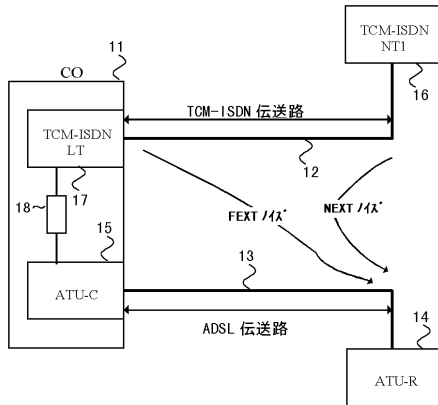 TCM-ISDN
NT1
16
11
CO
TCM-ISDN 伝送路
TCM-ISDN
LT
12
17
18
FEXT ノイズ
NEXT ノイズ
15
13
ATU-C
ADSL 伝送路
14
ATU-R